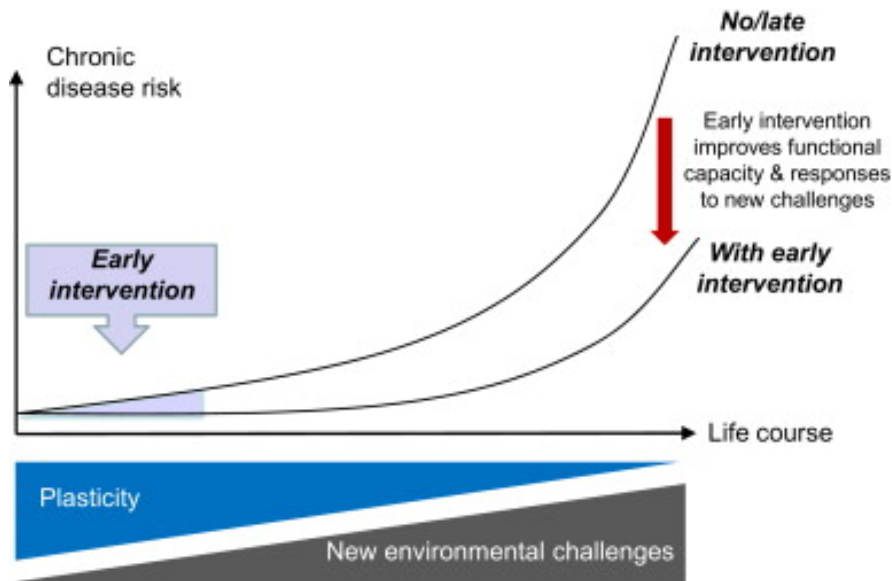 Chronic
disease risk
No/late
intervention
Early intervention
improves functional
capacity & responses
to new challenges
Early
intervention
With early
intervention
Life course
Plasticity
New environmental challenges